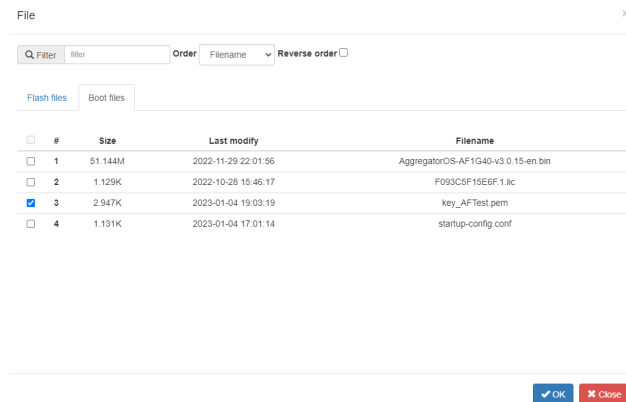 File
Filter filter Order Filename Reverse order
Flash files Boot files
# Size Last modify Filename
1 51.144M 2022-11-29 22:01:56 AggregatorOS-AF1G40-v3.0.15-en.bin
2 1.129K 2022-10-28 15:46:17 F093C5F15E6F.1.lic
3 2.947K 2023-01-04 19:03:19 key_AFTest.pem
4 1.131K 2023-01-04 17:01:14 startup-config.conf
OK Close